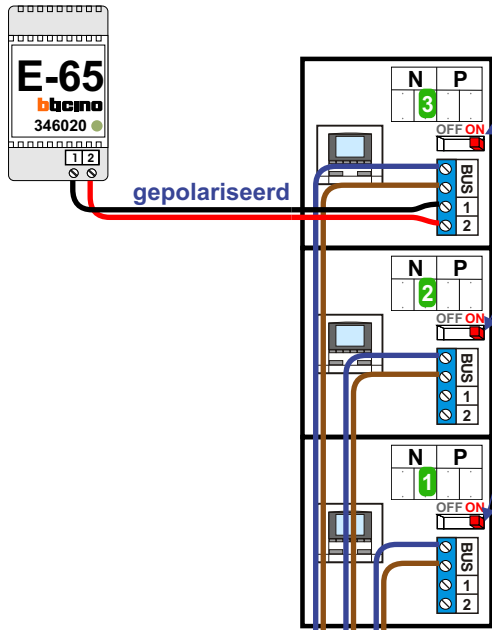 E-65
bticino
346020
1 2
gepolariseerd
N P
3
OFF ON
BUS
1
2
N P
2
OFF ON
BUS
1
2
N P
1
OFF ON
BUS
1
2